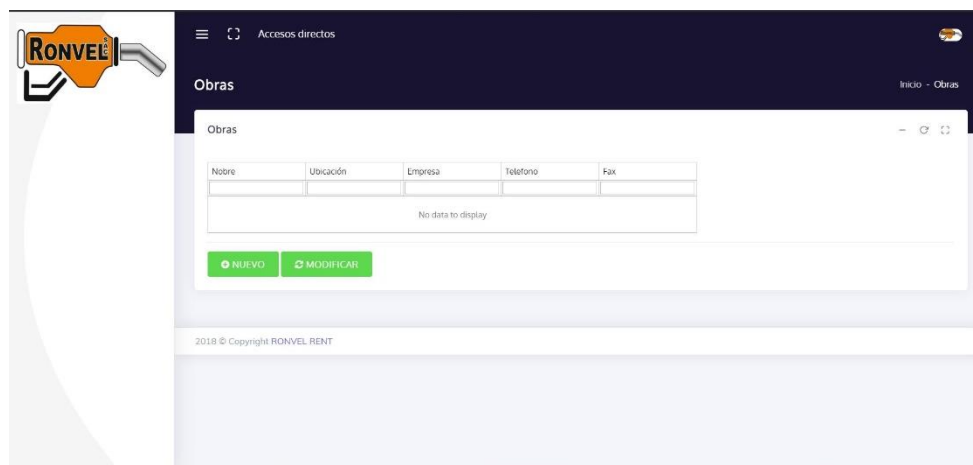 RONVEL SAC
Accesos directos
Obras
Inicio - Obras
Obras
Nobre Ubicación Empresa Telefono Fax
No data to display
NUEVO MODIFICAR
2018 © Copyright RONVEL RENT